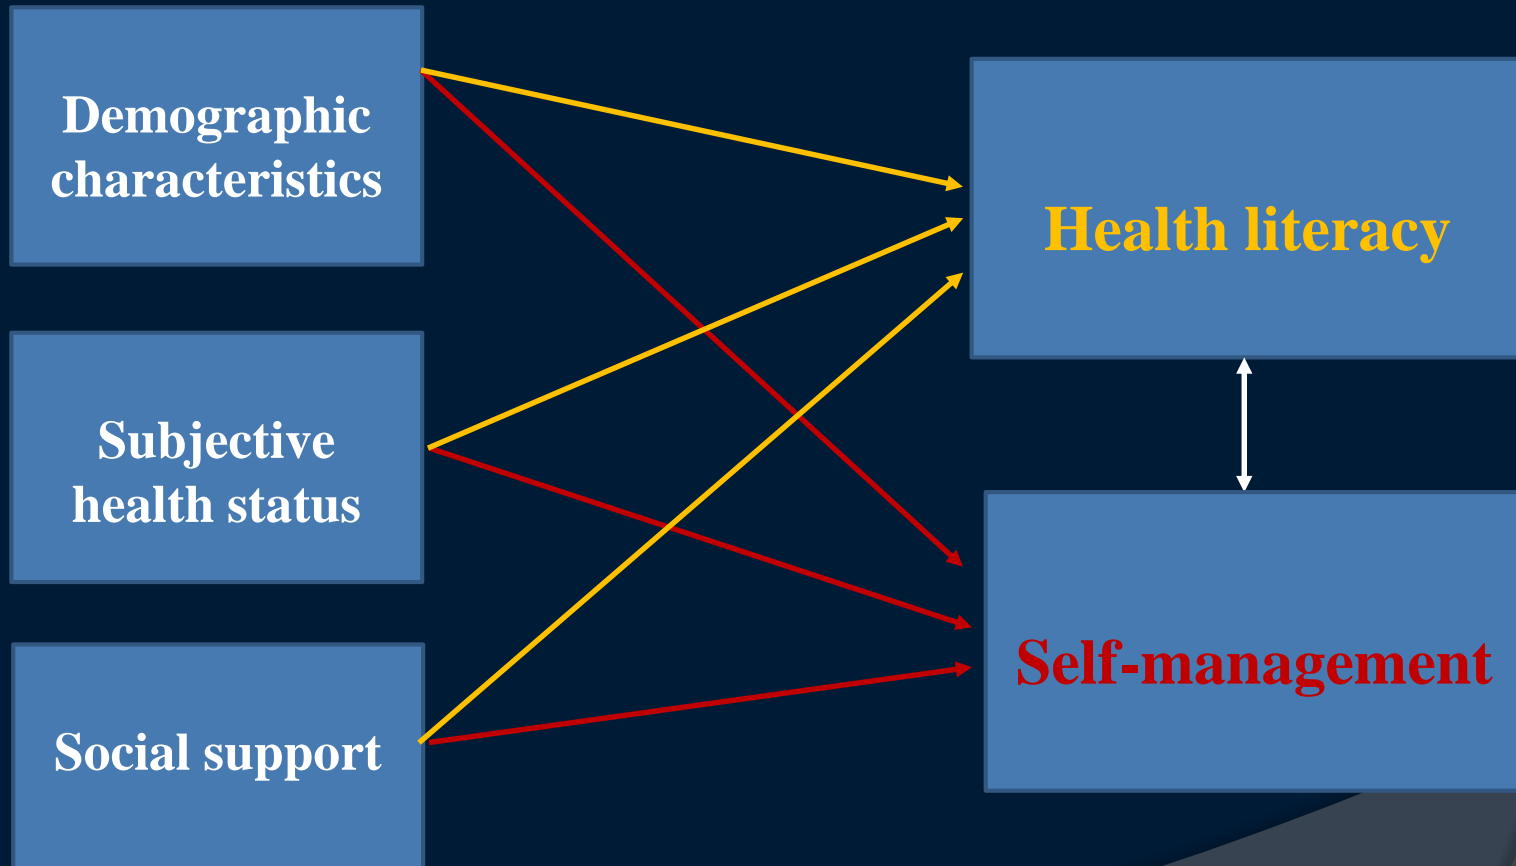 Demographic
characteristics
Health literacy
Subjective
health status
Self-management
Social support